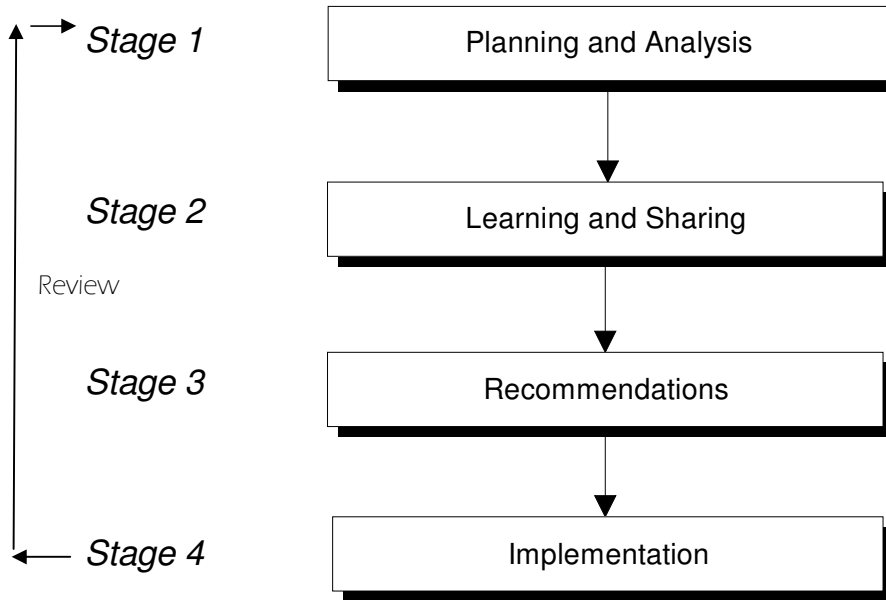 Stage 1
Planning and Analysis
Stage 2
Learning and Sharing
Review
Stage 3
Recommendations
Stage 4
Implementation